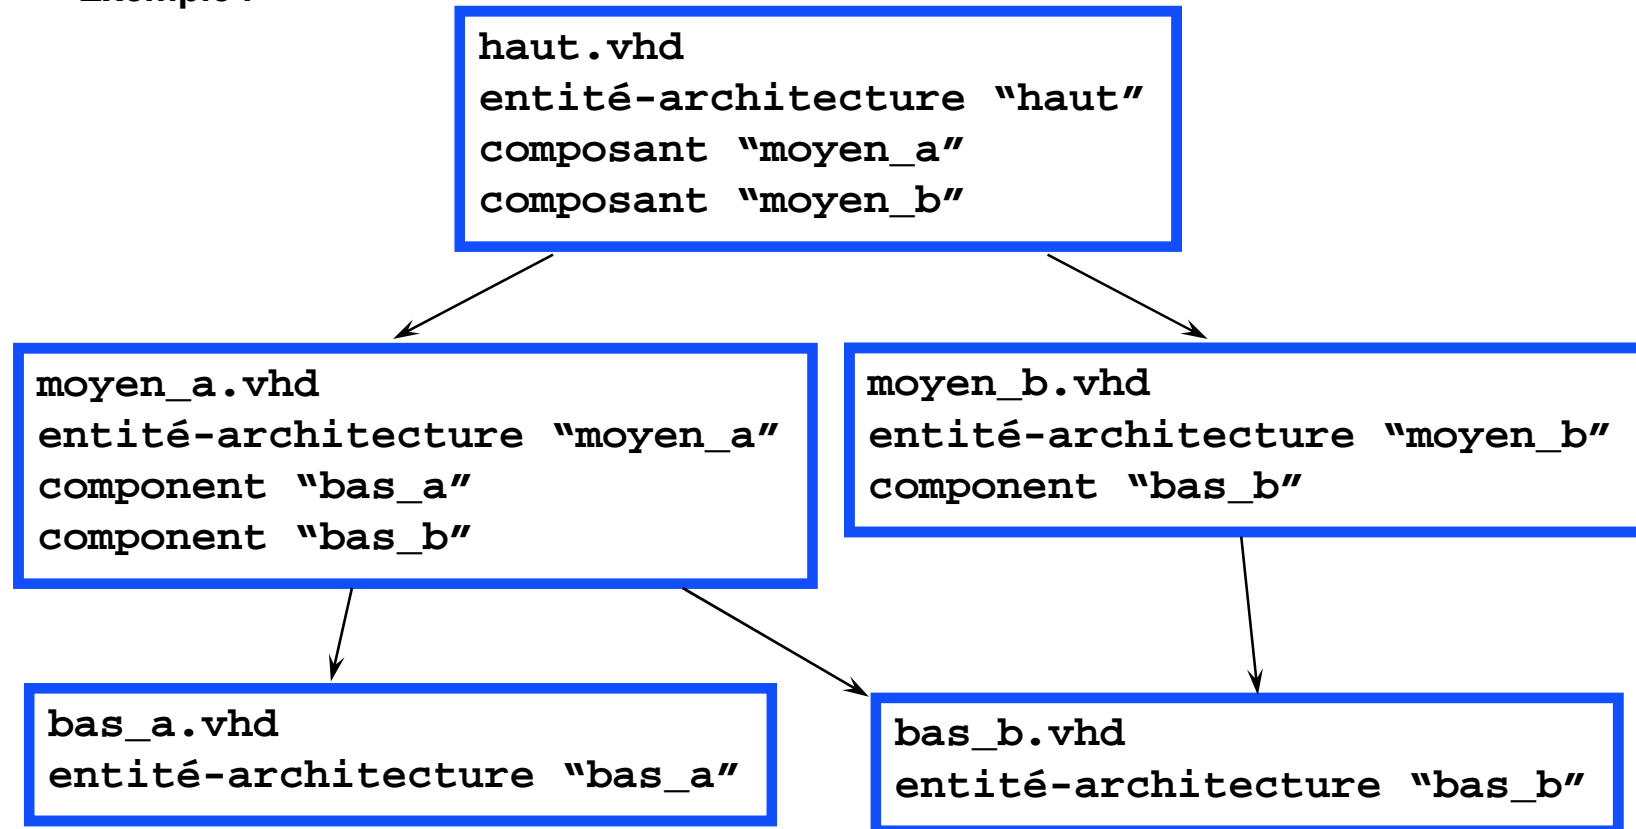 haut.vhd
entité-architecture “haut”
composant “moyen_a”
composant “moyen_b”
moyen_a.vhd
entité-architecture “moyen_a”
component “bas_a”
component “bas_b”
moyen_b.vhd
entité-architecture “moyen_b”
component “bas_b”
bas_a.vhd
entité-architecture “bas_a”
bas_b.vhd
entité-architecture “bas_b”